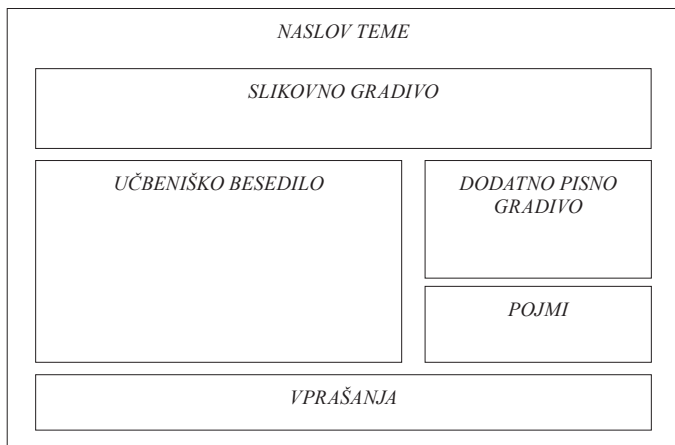 NASLOV TEME
SLIKOVNO GRADIVO
UČBENIŠKO BESEDILO
DODATNO PISNO
GRADIVO
POJMI
VPRAŠANJA